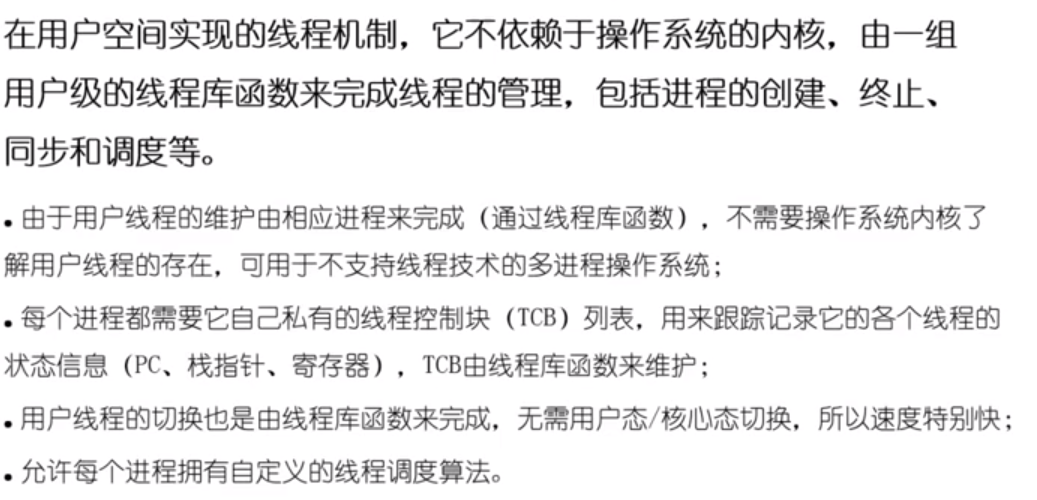 在用户空间实现的线程机制，它不依赖于操作系统的内核，由一组
用户级的线程库函数来完成线程的管理，包括进程的创建、终止、
同步和调度等。
• 由于用户线程的维护由相应进程来完成（通过线程库函数），不需要操作系统内核了
解用户线程的存在，可用于不支持线程技术的多进程操作系统；
• 每个进程都需要它自己私有的线程控制块（TCB）列表，用来跟踪记录它的各个线程的
状态信息（PC、栈指针、寄存器），TCB由线程库函数来维护；
• 用户线程的切换也是由线程库函数来完成，无需用户态/核心态切换，所以速度特别快；
• 允许每个进程拥有自定义的线程调度算法。